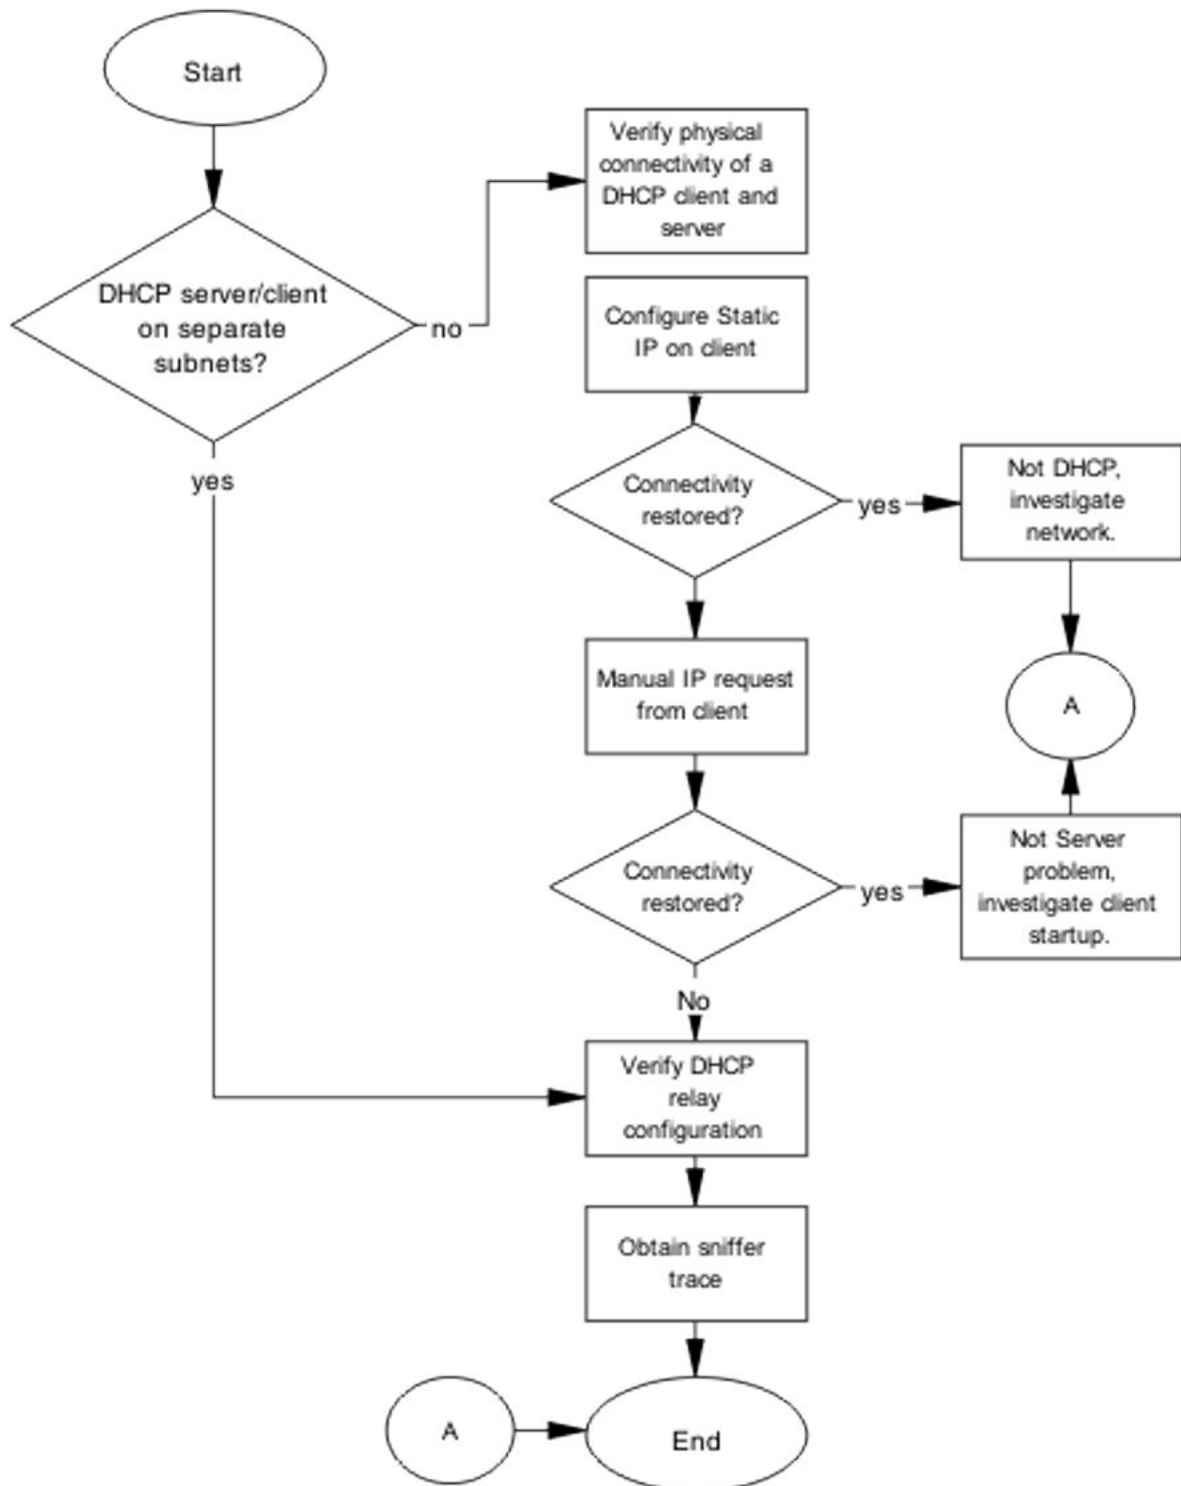 Start
Verify physical
connectivity of a
DHCP client and
server
DHCP server/client
on separate
subnets?
no
Configure Static
IP on client
yes
Connectivity
restored?
yes
Not DHCP,
investigate
network.
Manual IP request
from client
A
Connectivity
restored?
yes
Not Server
problem,
investigate client
startup.
No
Verify DHCP
relay
configuration
Obtain sniffer
trace
A
End